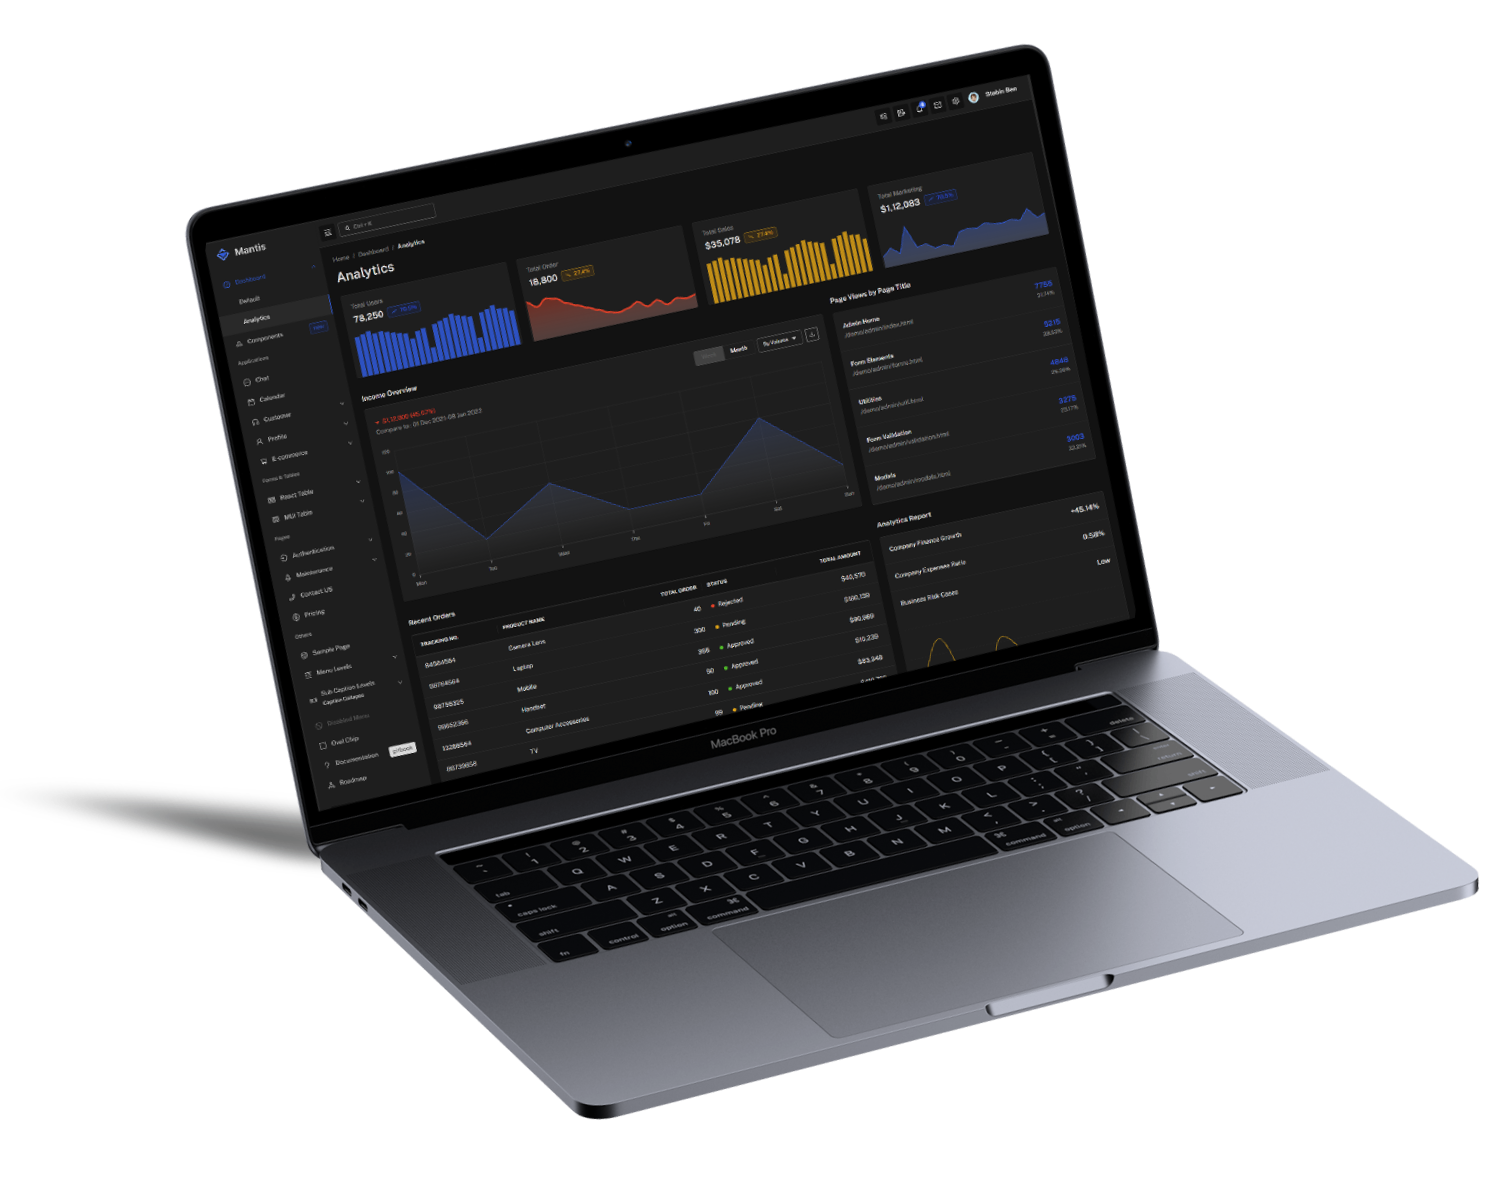 Mantis
Ctrl + K
Stebin Ben
Dashboard
Default
Analytics
Components
new
Applications
Chat
Calendar
Customer
Profile
E-commerce
Forms & Tables
React Table
MUI Table
Pages
Authentication
Maintenance
Contact US
Pricing
Others
Sample Page
Menu Levels
Sub Caption Levels
Caption Collapse
Disabled Menu
Oval Chip
Documentation
gitbook
Roadmap
Home / Dashboard / Analytics
Analytics
Total Users
78,250
70.5%
Total Order
18,800
27.4%
Total Sales
$35,078
27.4%
Total Marketing
$1,12,083
70.5%
Income Overview
Month
By Volume
$1,12,900 (45.67%)
Compare to : 01 Dec 2021-08 Jan 2022
Mon
Tue
Wed
Thu
Fri
Sat
Sun
Page Views by Page Title
Admin Home
/demo/admin/index.html
7755
31.74%
Form Elements
/demo/admin/forms.html
5215
28.53%
Utilities
/demo/admin/util.html
4848
25.35%
Form Validation
/demo/admin/validation.html
3275
23.17%
Modals
/demo/admin/modals.html
3003
22.21%
Analytics Report
Company Finance Growth
+45.14%
Company Expenses Ratio
0.58%
Business Risk Cases
Low
Recent Orders
TRACKING NO.
PRODUCT NAME
TOTAL ORDER
STATUS
TOTAL AMOUNT
84564564 Camera Lens 40 Rejected $40,570
98764564 Laptop 300 Pending $180,139
98756325 Mobile 355 Approved $90,989
98652366 Handset 50 Approved $10,239
13286564 Computer Accessories 100 Approved $83,348
86739658 TV 99 Pending
MacBook Pro
delete
return
shift
tab
caps lock
shift
fn
control
option
command
command
option
Q W E R T Y U I O P
A S D F G H J K L
Z X C V B N M